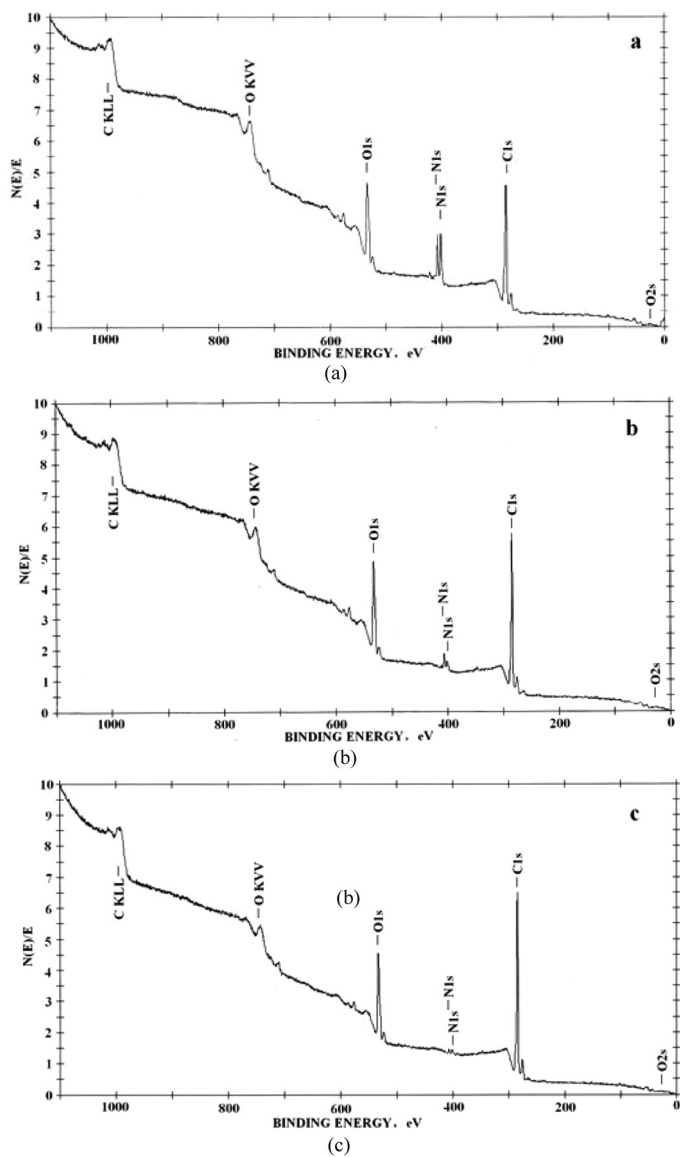 a
10
9
8
7
6
5
4
3
2
1
0
N(E)/E
C KLL
O KVV
O1s
N1s
N1s
C1s
O2s
1000 800 600 400 200 0
BINDING ENERGY, eV
(a)
b
10
9
8
7
6
5
4
3
2
1
0
N(E)/E
C KLL
O KVV
O1s
N1s
N1s
C1s
O2s
1000 800 600 400 200 0
BINDING ENERGY, eV
(b)
c
10
9
8
7
6
5
4
3
2
1
0
N(E)/E
C KLL
O KVV
(b)
O1s
N1s
N1s
C1s
O2s
1000 800 600 400 200 0
BINDING ENERGY, eV
(c)